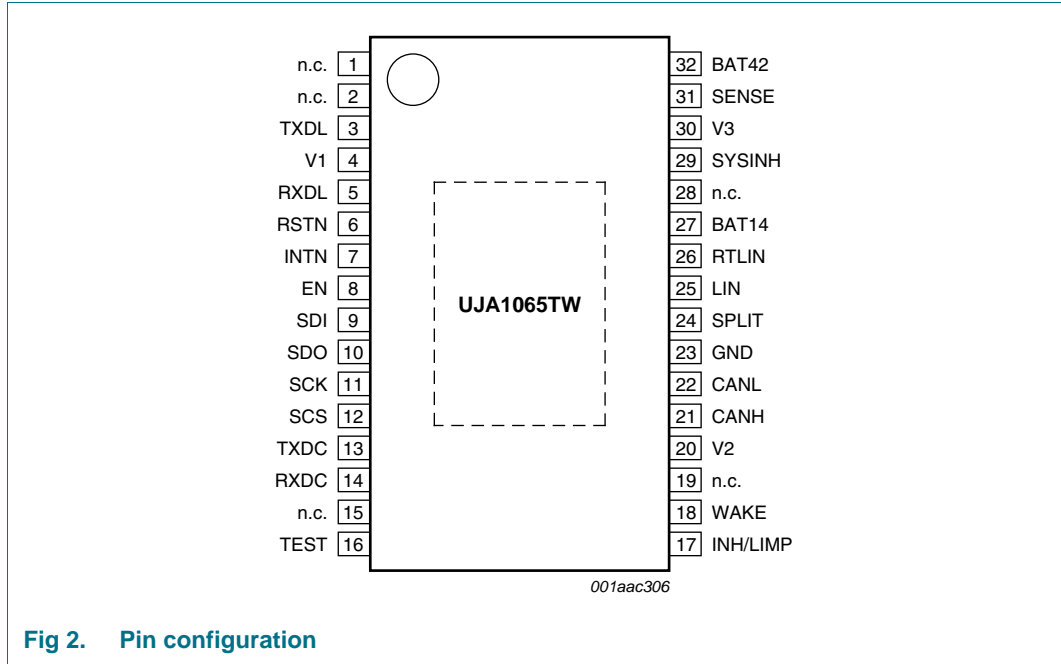 n.c. 1 32 BAT42
n.c. 2 31 SENSE
TXDL 3 30 V3
V1 4 29 SYSINH
RXDL 5 28 n.c.
RSTN 6 27 BAT14
INTN 7 26 RTLIN
EN 8 25 LIN
UJA1065TW
SDI 9 24 SPLIT
SDO 10 23 GND
SCK 11 22 CANL
SCS 12 21 CANH
TXDC 13 20 V2
RXDC 14 19 n.c.
n.c. 15 18 WAKE
TEST 16 17 INH/LIMP
001aac306
Fig 2. Pin configuration